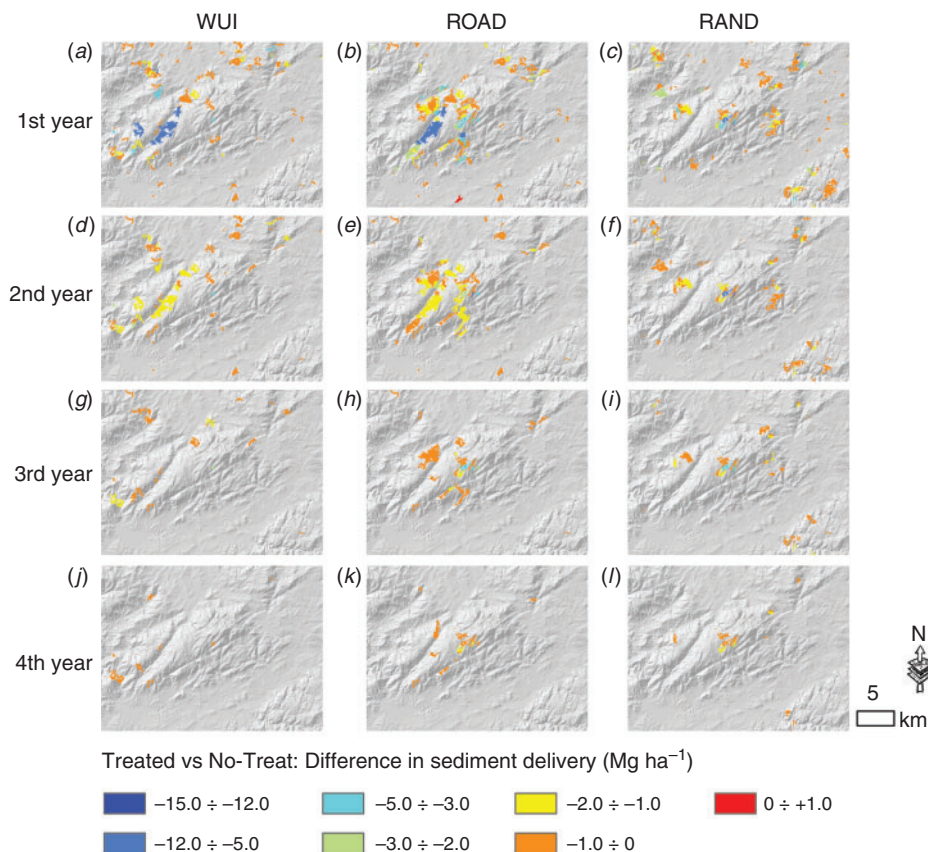 WUI ROAD RAND
(a) (b) (c)
1st year
(d) (e) (f)
2nd year
(g) (h) (i)
3rd year
(j) (k) (l)
4th year
N
5
km
Treated vs No-Treat: Difference in sediment delivery (Mg ha⁻¹)
–15.0 ÷ –12.0 –5.0 ÷ –3.0 –2.0 ÷ –1.0 0 ÷ +1.0
–12.0 ÷ –5.0 –3.0 ÷ –2.0 –1.0 ÷ 0